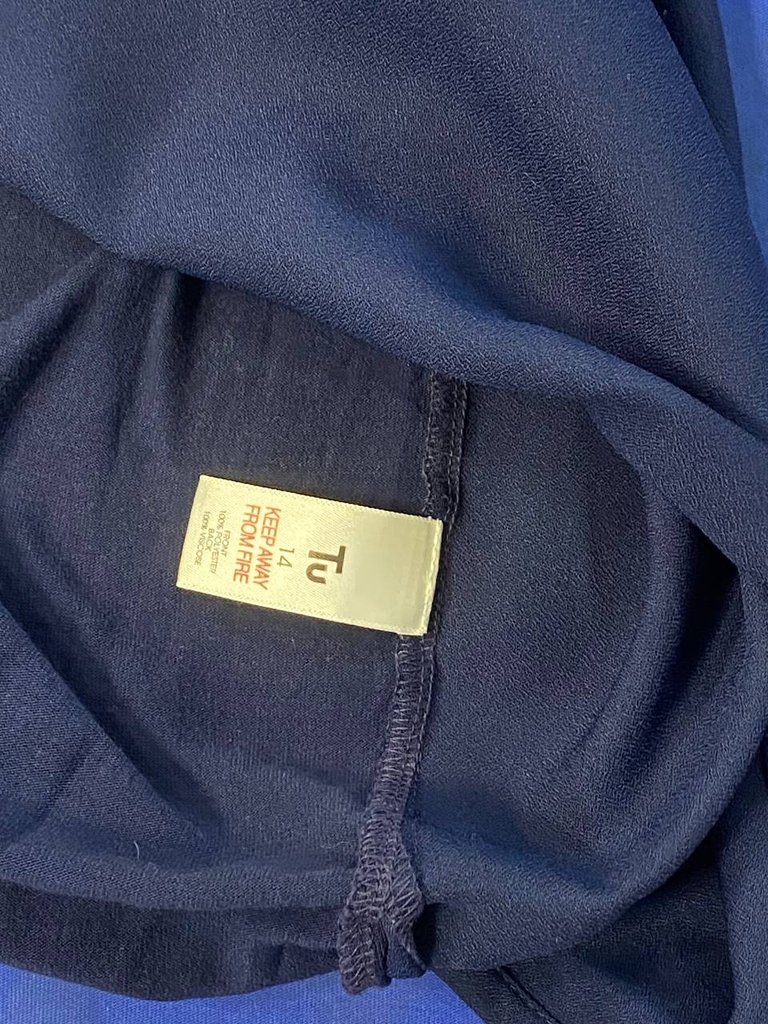 Tu
14
KEEP AWAY
FROM FIRE
FRONT
100% POLYESTER
BACK
100% VISCOSE